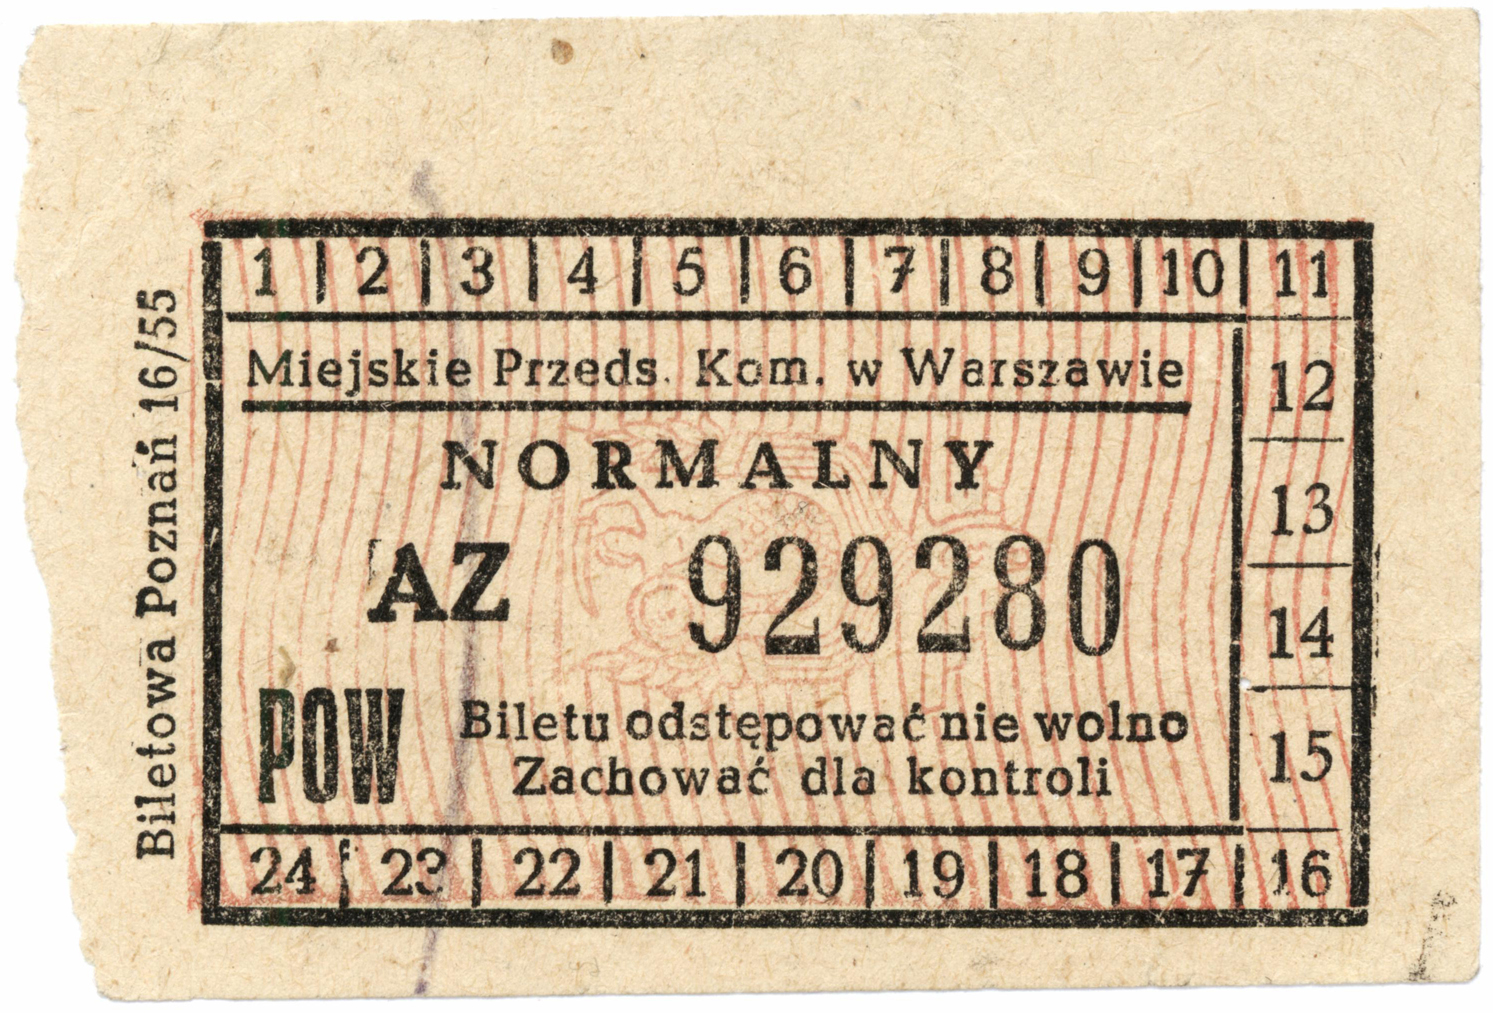 1 | 2 | 3 | 4 | 5 | 6 | 7 | 8 | 9 | 10 | 11
Miejskie Przeds. Kom. w Warszawie
12
NORMALNY
13
AZ 929280
14
POW
Biletu odstępować nie wolno
Zachować dla kontroli
15
24 | 23 | 22 | 21 | 20 | 19 | 18 | 17 | 16
Biletowa Poznań 16/55